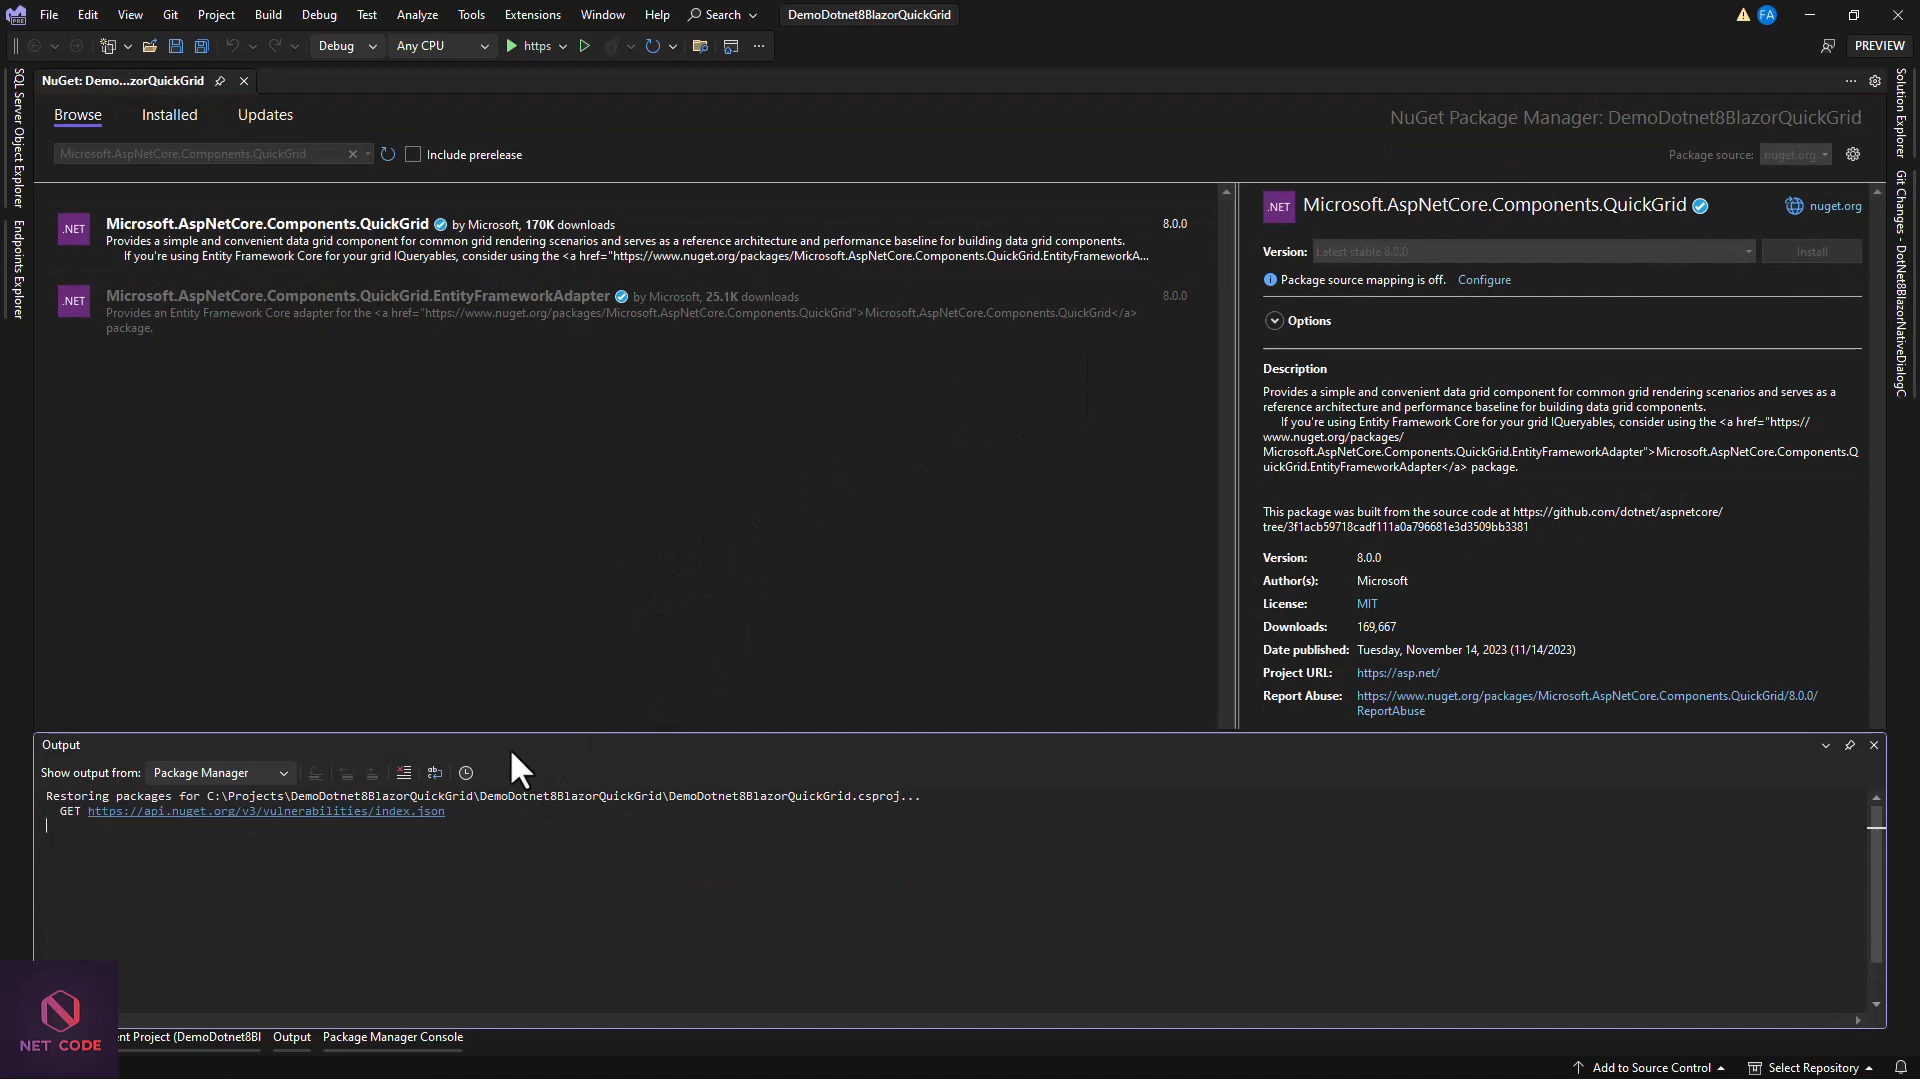 File Edit View Git Project Build Debug Test Analyze Tools Extensions Window Help Search DemoDotnet8BlazorQuickGrid FA
Debug Any CPU https PREVIEW
NuGet: Demo...zorQuickGrid
Browse Installed Updates
NuGet Package Manager: DemoDotnet8BlazorQuickGrid
Microsoft.AspNetCore.Components.QuickGrid Include prerelease
Package source: nuget.org
.NET
Microsoft.AspNetCore.Components.QuickGrid by Microsoft, 170K downloads 8.0.0
Provides a simple and convenient data grid component for common grid rendering scenarios and serves as a reference architecture and performance baseline for building data grid components.
If you're using Entity Framework Core for your grid IQueryables, consider using the <a href="https://www.nuget.org/packages/Microsoft.AspNetCore.Components.QuickGrid.EntityFrameworkA...
.NET
Microsoft.AspNetCore.Components.QuickGrid.EntityFrameworkAdapter by Microsoft, 25.1K downloads 8.0.0
Provides an Entity Framework Core adapter for the <a href="https://www.nuget.org/packages/Microsoft.AspNetCore.Components.QuickGrid">Microsoft.AspNetCore.Components.QuickGrid</a>
package.
.NET
Microsoft.AspNetCore.Components.QuickGrid nuget.org
Version: Latest stable 8.0.0 Install
Package source mapping is off. Configure
Options
Description
Provides a simple and convenient data grid component for common grid rendering scenarios and serves as a
reference architecture and performance baseline for building data grid components.
If you're using Entity Framework Core for your grid IQueryables, consider using the <a href="https://
www.nuget.org/packages/
Microsoft.AspNetCore.Components.QuickGrid.EntityFrameworkAdapter">Microsoft.AspNetCore.Components.Q
uickGrid.EntityFrameworkAdapter</a> package.
This package was built from the source code at https://github.com/dotnet/aspnetcore/
tree/3f1acb59718cadf111a0a796681e3d3509bb3381
Version: 8.0.0
Author(s): Microsoft
License: MIT
Downloads: 169,667
Date published: Tuesday, November 14, 2023 (11/14/2023)
Project URL: https://asp.net/
Report Abuse: https://www.nuget.org/packages/Microsoft.AspNetCore.Components.QuickGrid/8.0.0/
ReportAbuse
SQL Server Object Explorer
Endpoints Explorer
Solution Explorer
Git Changes - DotNet8BlazorNativeDialogC
Output
Show output from: Package Manager
Restoring packages for C:\Projects\DemoDotnet8BlazorQuickGrid\DemoDotnet8BlazorQuickGrid\DemoDotnet8BlazorQuickGrid.csproj...
GET https://api.nuget.org/v3/vulnerabilities/index.json
ent Project (DemoDotnet8Bl Output Package Manager Console
NET CODE
Add to Source Control Select Repository